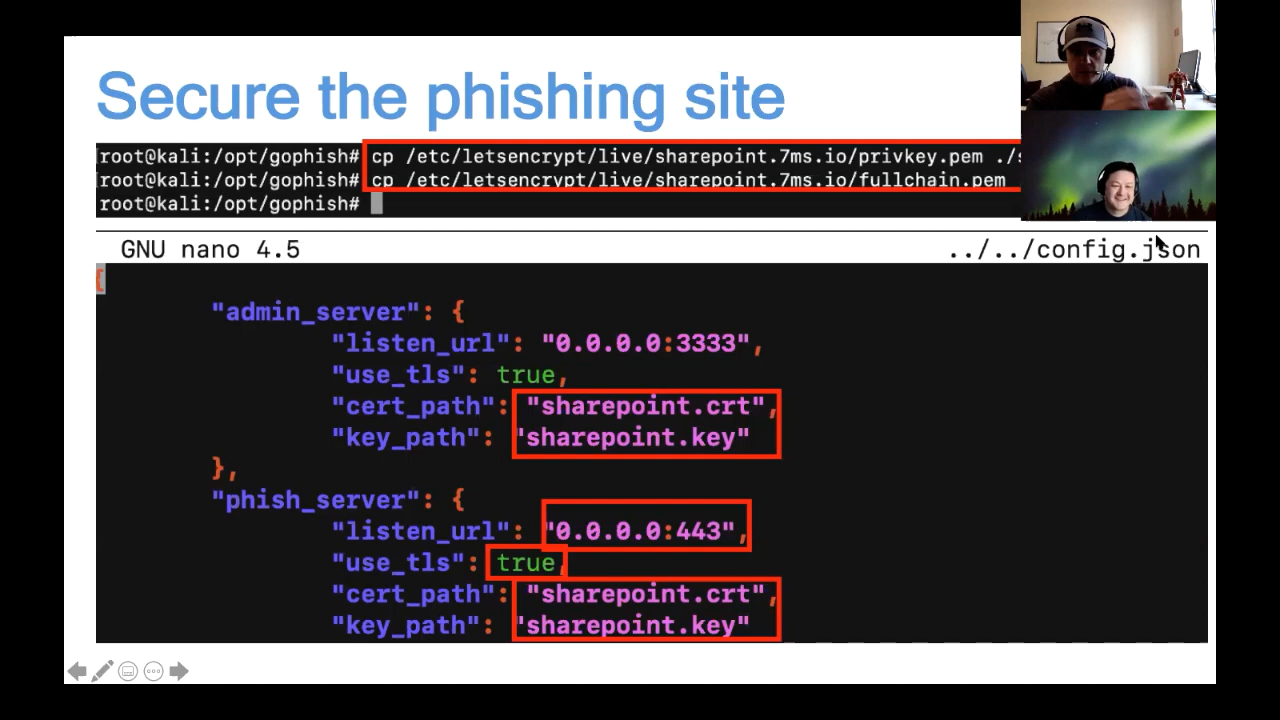 Secure the phishing site
[root@kali:/opt/gophish# cp /etc/letsencrypt/live/sharepoint.7ms.io/privkey.pem ./s
[root@kali:/opt/gophish# cp /etc/letsencrypt/live/sharepoint.7ms.io/fullchain.pem
root@kali:/opt/gophish#
GNU nano 4.5 ../../config.json
{
"admin_server": {
"listen_url": "0.0.0.0:3333",
"use_tls": true,
"cert_path": "sharepoint.crt",
"key_path": "sharepoint.key"
},
"phish_server": {
"listen_url": "0.0.0.0:443",
"use_tls": true,
"cert_path": "sharepoint.crt",
"key_path": "sharepoint.key"